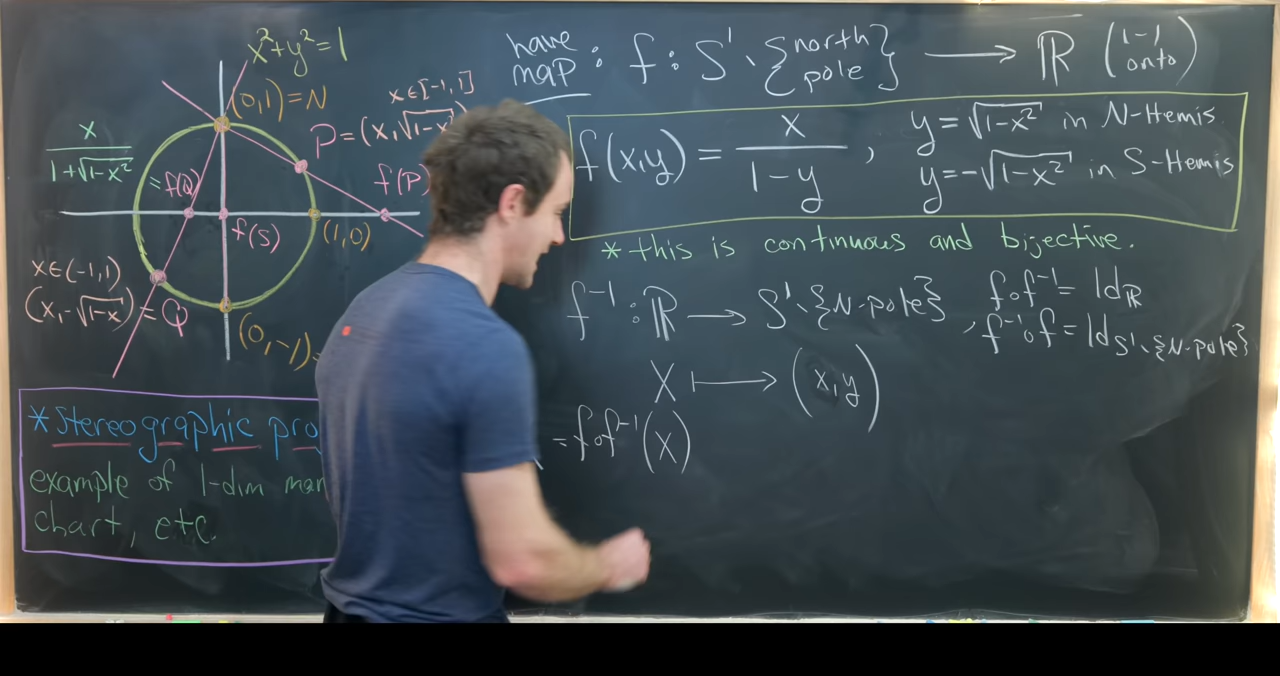 x²+y²=1
(0,1)=N
x∈[-1,1]
P=(x,√1-x²
x/(1+√1-x²) =f(Q)
f(P)
f(S)
(1,0)
x∈(-1,1)
(x,-√1-x)=Q
(0,-1)
*Stereographic pro
example of 1-dim man
chart, etc.
have map: f: S¹∖{north pole} ⟶ ℝ (1-1 onto)
f(x,y) = x/(1-y), y=√1-x² in N-Hemis.
y=-√1-x² in S-Hemis
* this is continuous and bijective.
f⁻¹: ℝ ⟶ S¹∖{N-pole}, f∘f⁻¹ = Idℝ
f⁻¹∘f = Id S¹∖{N-pole}
X ⟼ (x,y)
= f∘f⁻¹(X)